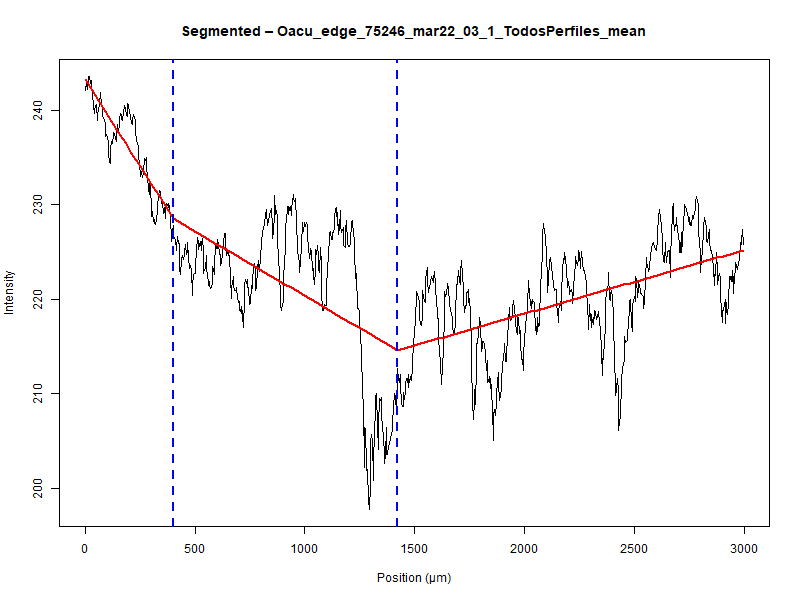 Segmented – Oacu_edge_75246_mar22_03_1_TodosPerfiles_mean
Intensity
240
230
220
210
200
0 500 1000 1500 2000 2500 3000
Position (µm)